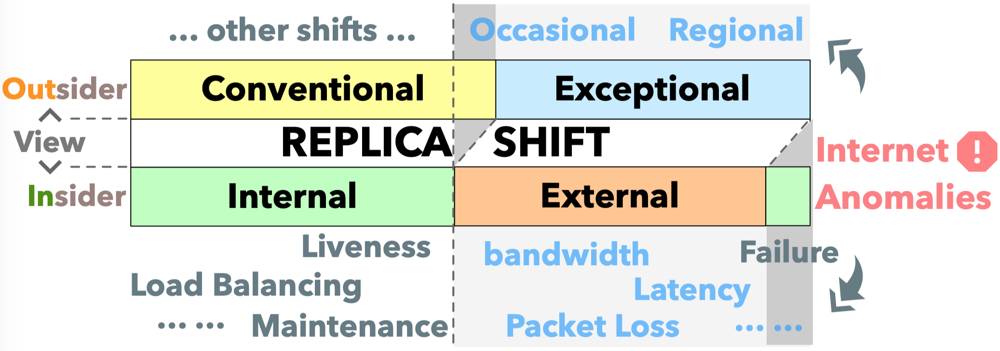 ... other shifts ...
Occasional Regional
Outsider
Conventional
Exceptional
View
REPLICA SHIFT
Internet !
Anomalies
Insider
Internal
External
Liveness
bandwidth
Failure
Load Balancing
Latency
... ... Maintenance
Packet Loss ... ...